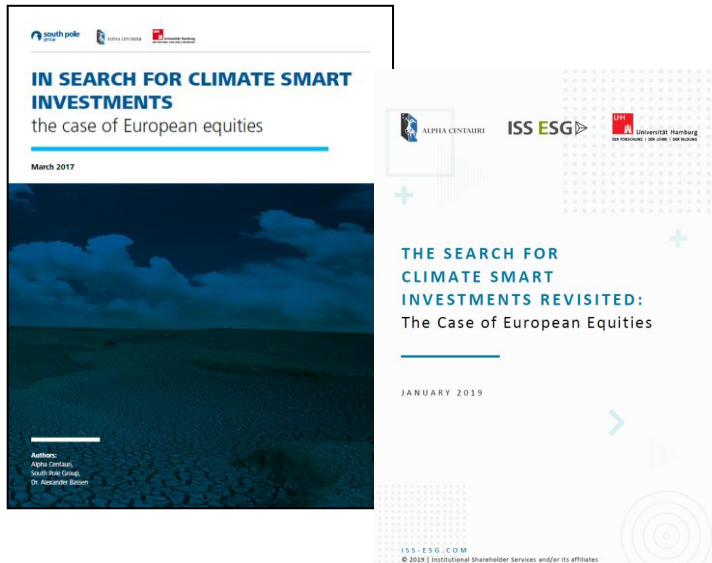 south pole
group
ALPHA CENTAURI
Universität Hamburg
IN SEARCH FOR CLIMATE SMART
INVESTMENTS
the case of European equities
March 2017
Authors:
Alpha Centauri,
South Pole Group,
Dr. Alexander Bassen
ALPHA CENTAURI
ISS ESG
UHH
Universität Hamburg
DER FORSCHUNG | DER LEHRE | DER BILDUNG
THE SEARCH FOR
CLIMATE SMART
INVESTMENTS REVISITED:
The Case of European Equities
JANUARY 2019
ISS-ESG.COM
© 2019 | Institutional Shareholder Services and/or its affiliates